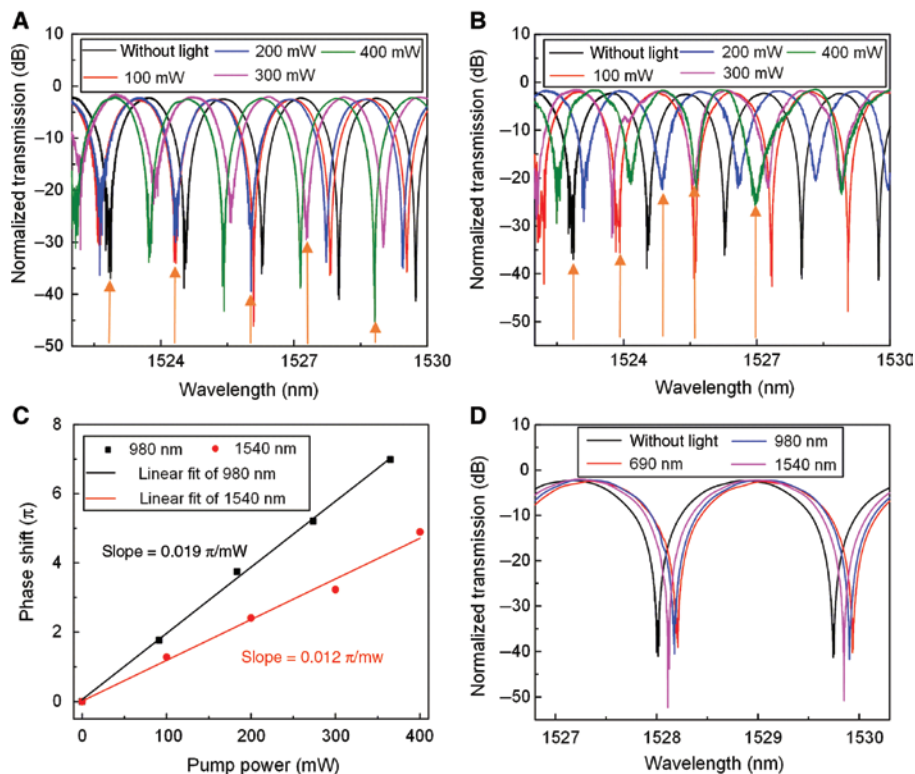 A
Normalized transmission (dB)
10
0
–10
–20
–30
–40
–50
Without light
200 mW
400 mW
100 mW
300 mW
1524
1527
1530
Wavelength (nm)
B
Normalized transmission (dB)
10
0
–10
–20
–30
–40
–50
Without light
200 mW
400 mW
100 mW
300 mW
1524
1527
1530
Wavelength (nm)
C
Phase shift (π)
8
6
4
2
0
980 nm
1540 nm
Linear fit of 980 nm
Linear fit of 1540 nm
Slope = 0.019 π/mW
Slope = 0.012 π/mw
0
100
200
300
400
Pump power (mW)
D
Normalized transmission (dB)
10
0
–10
–20
–30
–40
–50
Without light
980 nm
690 nm
1540 nm
1527
1528
1529
1530
Wavelength (nm)